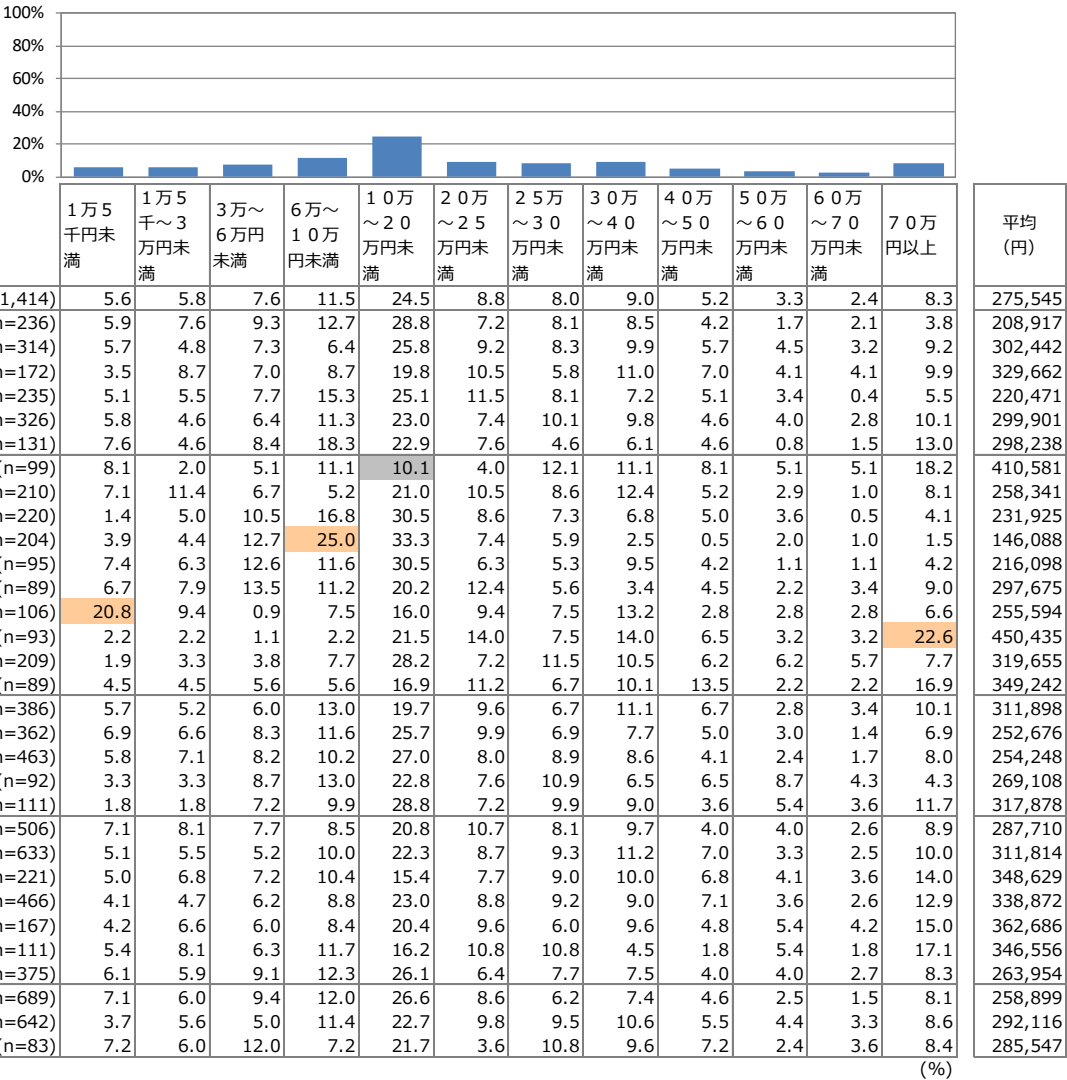 100%
80%
60%
40%
20%
0%
1万5千円未満 1万5千～3万円未満 3万～6万円未満 6万～10万円未満 10万～20万円未満 20万～25万円未満 25万～30万円未満 30万～40万円未満 40万～50万円未満 50万～60万円未満 60万～70万円未満 70万円以上 平均（円）
1,414) 5.6 5.8 7.6 11.5 24.5 8.8 8.0 9.0 5.2 3.3 2.4 8.3 275,545
n=236) 5.9 7.6 9.3 12.7 28.8 7.2 8.1 8.5 4.2 1.7 2.1 3.8 208,917
n=314) 5.7 4.8 7.3 6.4 25.8 9.2 8.3 9.9 5.7 4.5 3.2 9.2 302,442
n=172) 3.5 8.7 7.0 8.7 19.8 10.5 5.8 11.0 7.0 4.1 4.1 9.9 329,662
n=235) 5.1 5.5 7.7 15.3 25.1 11.5 8.1 7.2 5.1 3.4 0.4 5.5 220,471
n=326) 5.8 4.6 6.4 11.3 23.0 7.4 10.1 9.8 4.6 4.0 2.8 10.1 299,901
n=131) 7.6 4.6 8.4 18.3 22.9 7.6 4.6 6.1 4.6 0.8 1.5 13.0 298,238
(n=99) 8.1 2.0 5.1 11.1 10.1 4.0 12.1 11.1 8.1 5.1 5.1 18.2 410,581
n=210) 7.1 11.4 6.7 5.2 21.0 10.5 8.6 12.4 5.2 2.9 1.0 8.1 258,341
n=220) 1.4 5.0 10.5 16.8 30.5 8.6 7.3 6.8 5.0 3.6 0.5 4.1 231,925
n=204) 3.9 4.4 12.7 25.0 33.3 7.4 5.9 2.5 0.5 2.0 1.0 1.5 146,088
(n=95) 7.4 6.3 12.6 11.6 30.5 6.3 5.3 9.5 4.2 1.1 1.1 4.2 216,098
(n=89) 6.7 7.9 13.5 11.2 20.2 12.4 5.6 3.4 4.5 2.2 3.4 9.0 297,675
n=106) 20.8 9.4 0.9 7.5 16.0 9.4 7.5 13.2 2.8 2.8 2.8 6.6 255,594
(n=93) 2.2 2.2 1.1 2.2 21.5 14.0 7.5 14.0 6.5 3.2 3.2 22.6 450,435
n=209) 1.9 3.3 3.8 7.7 28.2 7.2 11.5 10.5 6.2 6.2 5.7 7.7 319,655
(n=89) 4.5 4.5 5.6 5.6 16.9 11.2 6.7 10.1 13.5 2.2 2.2 16.9 349,242
n=386) 5.7 5.2 6.0 13.0 19.7 9.6 6.7 11.1 6.7 2.8 3.4 10.1 311,898
n=362) 6.9 6.6 8.3 11.6 25.7 9.9 6.9 7.7 5.0 3.0 1.4 6.9 252,676
n=463) 5.8 7.1 8.2 10.2 27.0 8.0 8.9 8.6 4.1 2.4 1.7 8.0 254,248
(n=92) 3.3 3.3 8.7 13.0 22.8 7.6 10.9 6.5 6.5 8.7 4.3 4.3 269,108
n=111) 1.8 1.8 7.2 9.9 28.8 7.2 9.9 9.0 3.6 5.4 3.6 11.7 317,878
n=506) 7.1 8.1 7.7 8.5 20.8 10.7 8.1 9.7 4.0 4.0 2.6 8.9 287,710
n=633) 5.1 5.5 5.2 10.0 22.3 8.7 9.3 11.2 7.0 3.3 2.5 10.0 311,814
n=221) 5.0 6.8 7.2 10.4 15.4 7.7 9.0 10.0 6.8 4.1 3.6 14.0 348,629
n=466) 4.1 4.7 6.2 8.8 23.8 8.8 9.2 9.0 7.1 3.6 2.6 12.9 338,872
n=167) 4.2 6.6 6.0 8.4 20.4 9.6 6.0 9.6 4.8 5.4 4.2 15.0 362,686
n=111) 5.4 8.1 6.3 11.7 16.2 10.8 10.8 4.5 1.8 5.4 1.8 17.1 346,556
n=375) 6.1 5.9 9.1 12.3 26.1 6.4 7.7 7.5 4.0 4.0 2.7 8.3 263,954
n=689) 7.1 6.0 9.4 12.0 26.6 8.6 6.2 7.4 4.6 2.5 1.5 8.1 258,899
n=642) 3.7 5.6 5.0 11.4 22.7 9.8 9.5 10.6 5.5 4.4 3.3 8.6 292,116
(n=83) 7.2 6.0 12.0 7.2 21.7 3.6 10.8 9.6 7.2 2.4 3.6 8.4 285,547
(%)